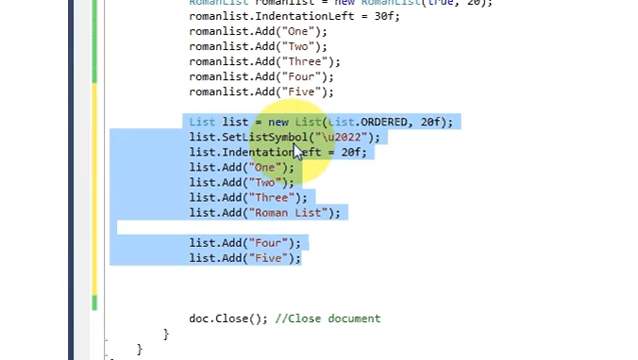 RomanList romanlist = new RomanList(true, 20);
romanlist.IndentationLeft = 30f;
romanlist.Add("One");
romanlist.Add("Two");
romanlist.Add("Three");
romanlist.Add("Four");
romanlist.Add("Five");
List list = new List(List.ORDERED, 20f);
list.SetListSymbol("\u2022");
list.IndentationLeft = 20f;
list.Add("One");
list.Add("Two");
list.Add("Three");
list.Add("Roman List");
list.Add("Four");
list.Add("Five");
doc.Close(); //Close document
}
}